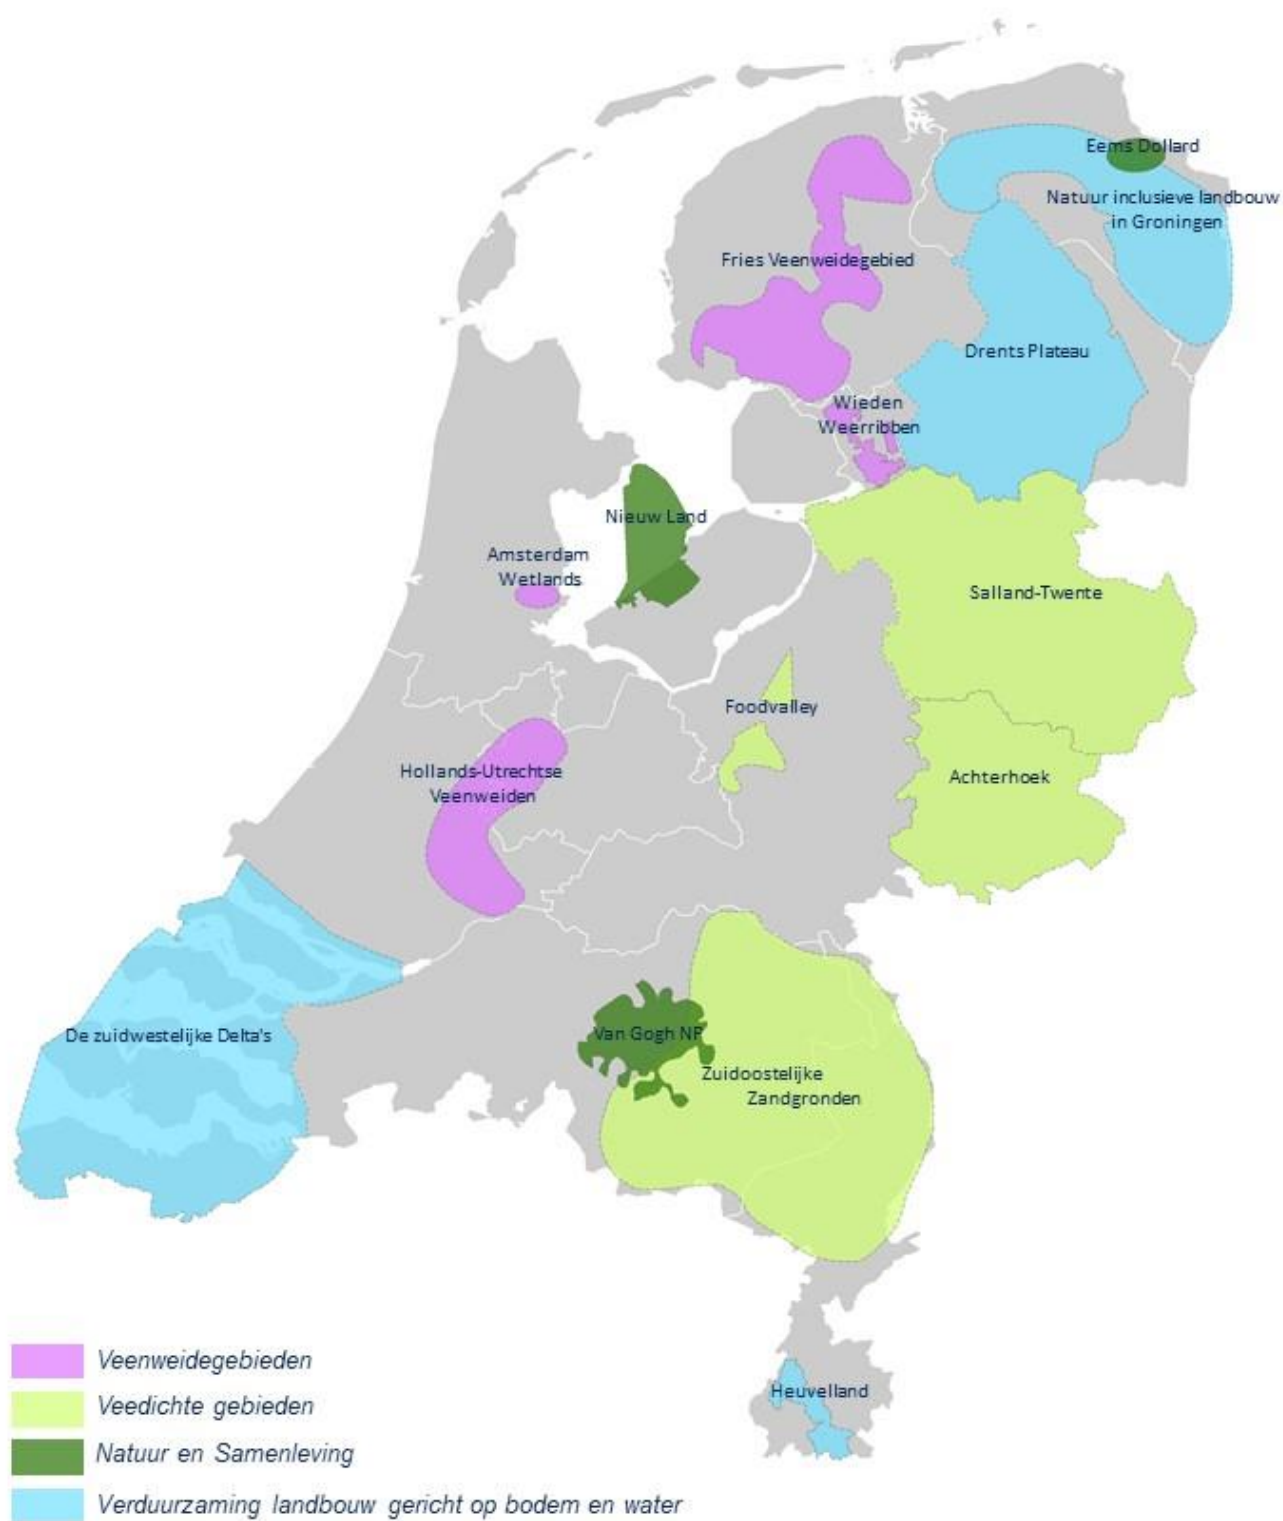 Eems Dollard
Natuur inclusieve landbouw
in Groningen
Fries Veenweidegebied
Drents Plateau
Wieden
Weerribben
Nieuw Land
Amsterdam
Wetlands
Salland-Twente
Foodvalley
Hollands-Utrechtse
Veenweiden
Achterhoek
De zuidwestelijke Delta's
Van Gogh NP
Zuidoostelijke
Zandgronden
Heuvelland
Veenweidegebieden
Veedichte gebieden
Natuur en Samenleving
Verduurzaming landbouw gericht op bodem en water